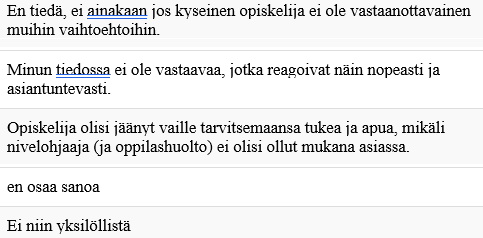 En tiedä, ei ainakaan jos kyseinen opiskelija ei ole vastaanottavainen
muihin vaihtoehtoihin.
Minun tiedossa ei ole vastaavaa, jotka reagoivat näin nopeasti ja
asiantuntevasti.
Opiskelija olisi jäänyt vaille tarvitsemaansa tukea ja apua, mikäli
nivelohjaaja (ja oppilashuolto) ei olisi ollut mukana asiassa.
en osaa sanoa
Ei niin yksilöllistä